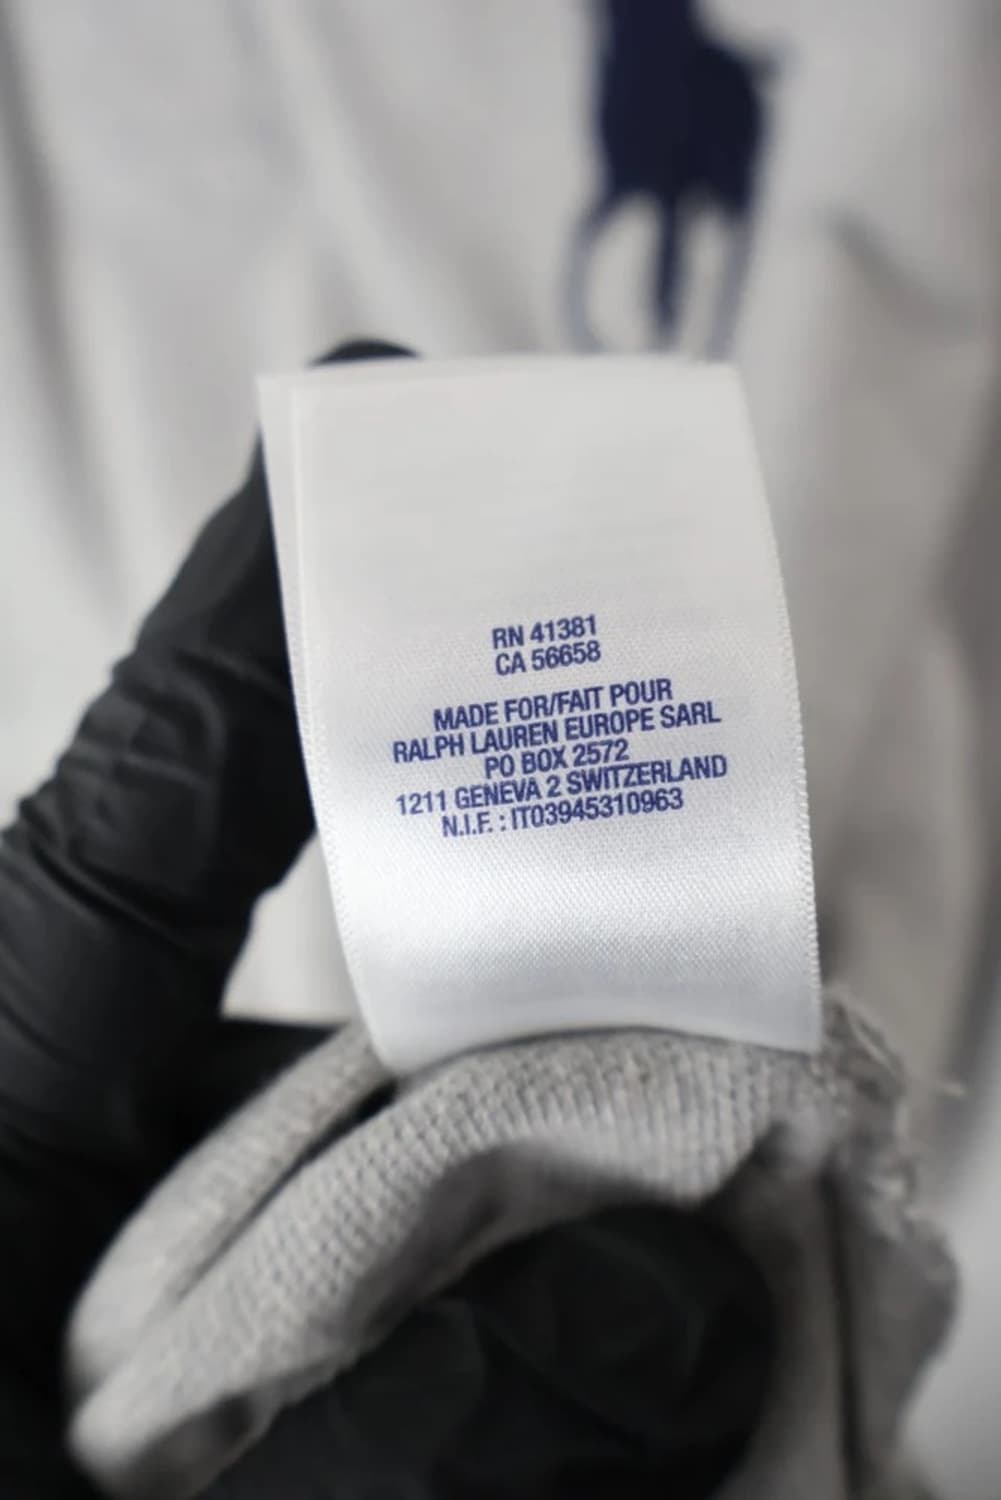 RN 41381
CA 56658
MADE FOR/FAIT POUR
RALPH LAUREN EUROPE SARL
PO BOX 2572
1211 GENEVA 2 SWITZERLAND
N.I.F. : IT03945310963